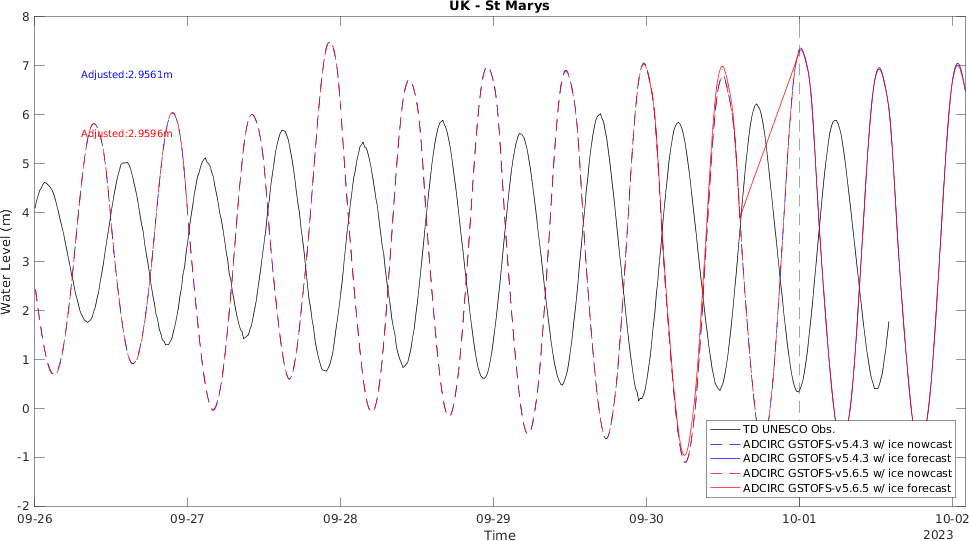 UK - St Marys
8
7
6
5
4
3
2
1
0
-1
-2
Water Level (m)
Adjusted:2.9561m
Adjusted:2.9596m
TD UNESCO Obs.
ADCIRC GSTOFS-v5.4.3 w/ ice nowcast
ADCIRC GSTOFS-v5.4.3 w/ ice forecast
ADCIRC GSTOFS-v5.6.5 w/ ice nowcast
ADCIRC GSTOFS-v5.6.5 w/ ice forecast
09-26 09-27 09-28 09-29 09-30 10-01 10-02
Time
2023